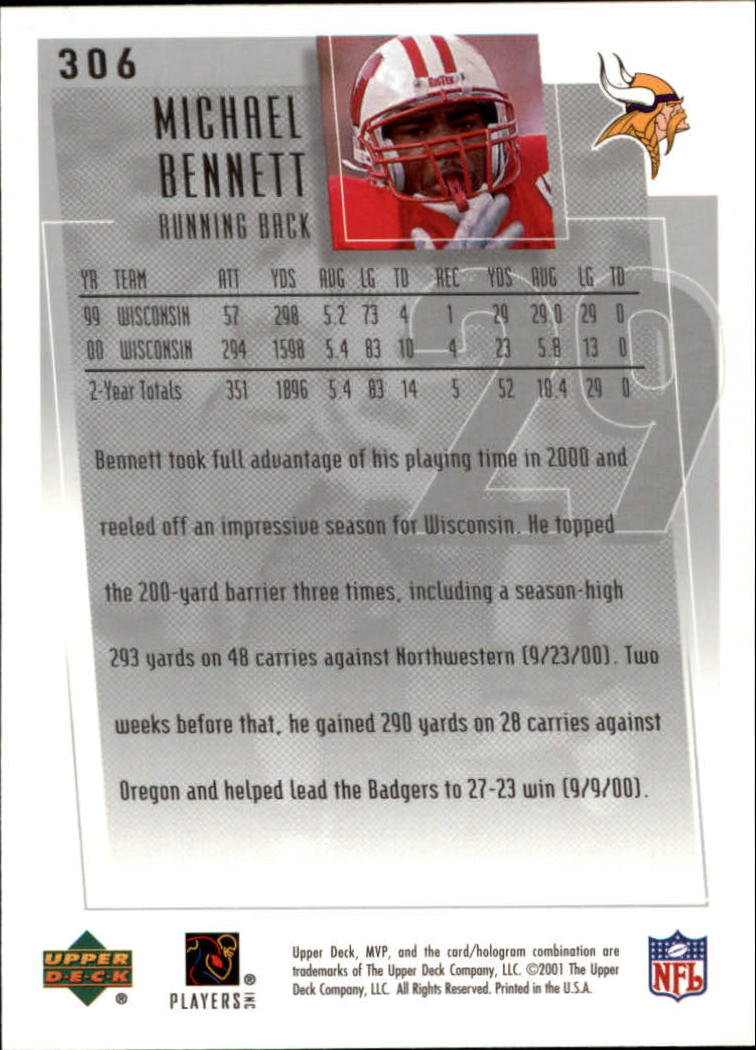 306
MICHAEL
BENNETT
RUNNING BACK
YR TEAM ATT YDS AVG LG TD REC YDS AVG LG TD
99 WISCONSIN 57 298 5.2 73 4 1 29 29.0 29 0
00 WISCONSIN 294 1598 5.4 83 10 4 23 5.8 13 0
2-Year Totals 351 1896 5.4 83 14 5 52 10.4 29 0
29
Bennett took full advantage of his playing time in 2000 and
reeled off an impressive season for Wisconsin. He topped
the 200-yard barrier three times, including a season-high
293 yards on 48 carries against Northwestern (9/23/00). Two
weeks before that, he gained 290 yards on 28 carries against
Oregon and helped lead the Badgers to 27-23 win (9/9/00).
UPPER
D·E·C·K
®
®
PLAYERS INC
Upper Deck, MVP, and the card/hologram combination are
trademarks of The Upper Deck Company, LLC. ©2001 The Upper
Deck Company, LLC. All Rights Reserved. Printed in the U.S.A.
NFL